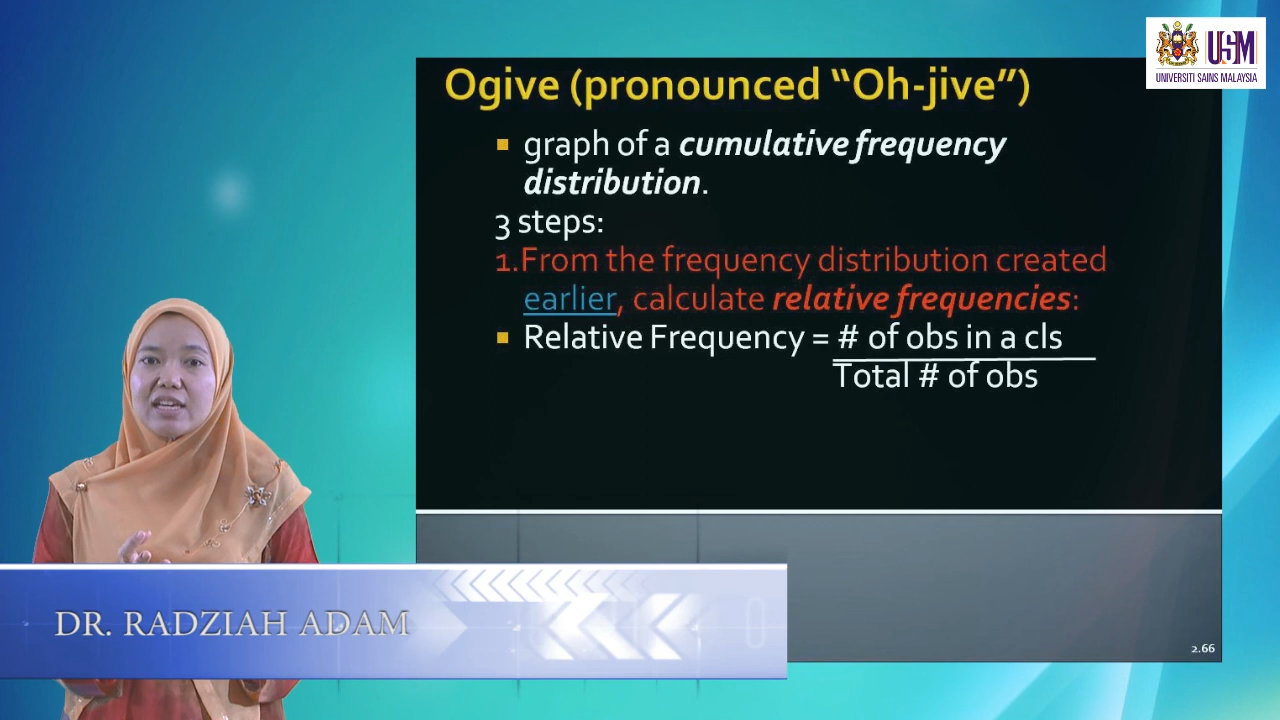 USM
UNIVERSITI SAINS MALAYSIA
Ogive (pronounced “Oh-jive”)
graph of a cumulative frequency
distribution.
3 steps:
1.From the frequency distribution created
earlier, calculate relative frequencies:
Relative Frequency = # of obs in a cls
Total # of obs
DR. RADZIAH ADAM
2.66